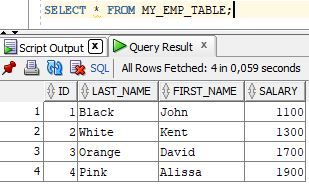 SELECT * FROM MY_EMP_TABLE;
Script Output x Query Result x
SQL | All Rows Fetched: 4 in 0,059 seconds
ID LAST_NAME FIRST_NAME SALARY
1 1 Black John 1100
2 2 White Kent 1300
3 3 Orange David 1700
4 4 Pink Alissa 1900